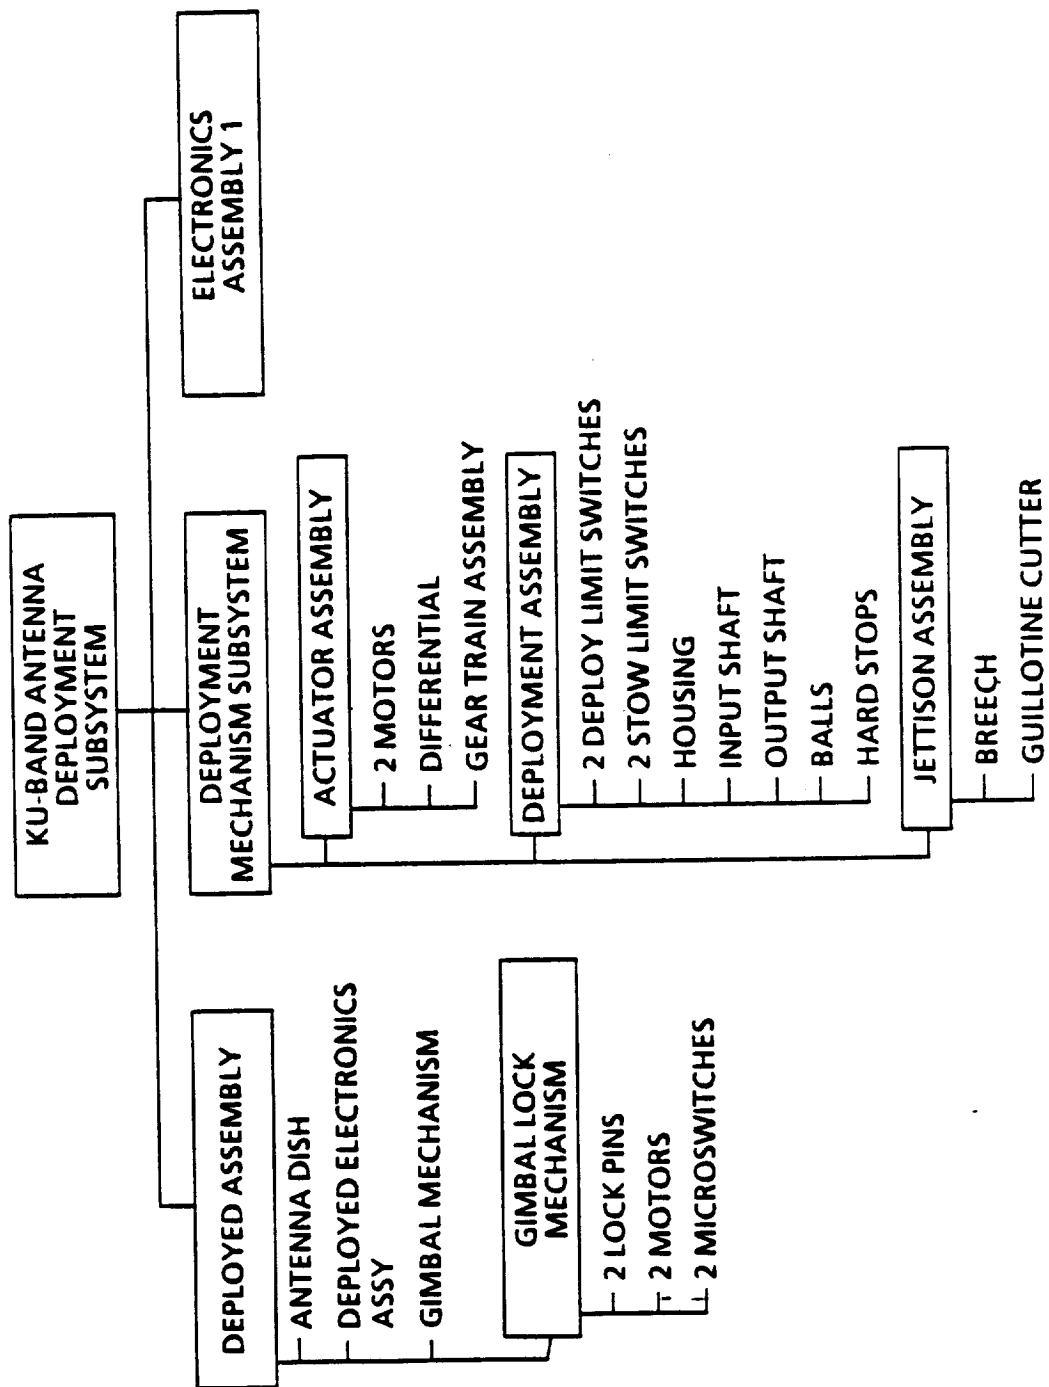 KU-BAND ANTENNA
DEPLOYMENT
SUBSYSTEM
DEPLOYED ASSEMBLY
ANTENNA DISH
DEPLOYED ELECTRONICS
ASSY
GIMBAL MECHANISM
GIMBAL LOCK
MECHANISM
2 LOCK PINS
2 MOTORS
2 MICROSWITCHES
DEPLOYMENT
MECHANISM SUBSYSTEM
ACTUATOR ASSEMBLY
2 MOTORS
DIFFERENTIAL
GEAR TRAIN ASSEMBLY
DEPLOYMENT ASSEMBLY
2 DEPLOY LIMIT SWITCHES
2 STOW LIMIT SWITCHES
HOUSING
INPUT SHAFT
OUTPUT SHAFT
BALLS
HARD STOPS
JETTISON ASSEMBLY
BREECH
GUILLOTINE CUTTER
ELECTRONICS
ASSEMBLY 1